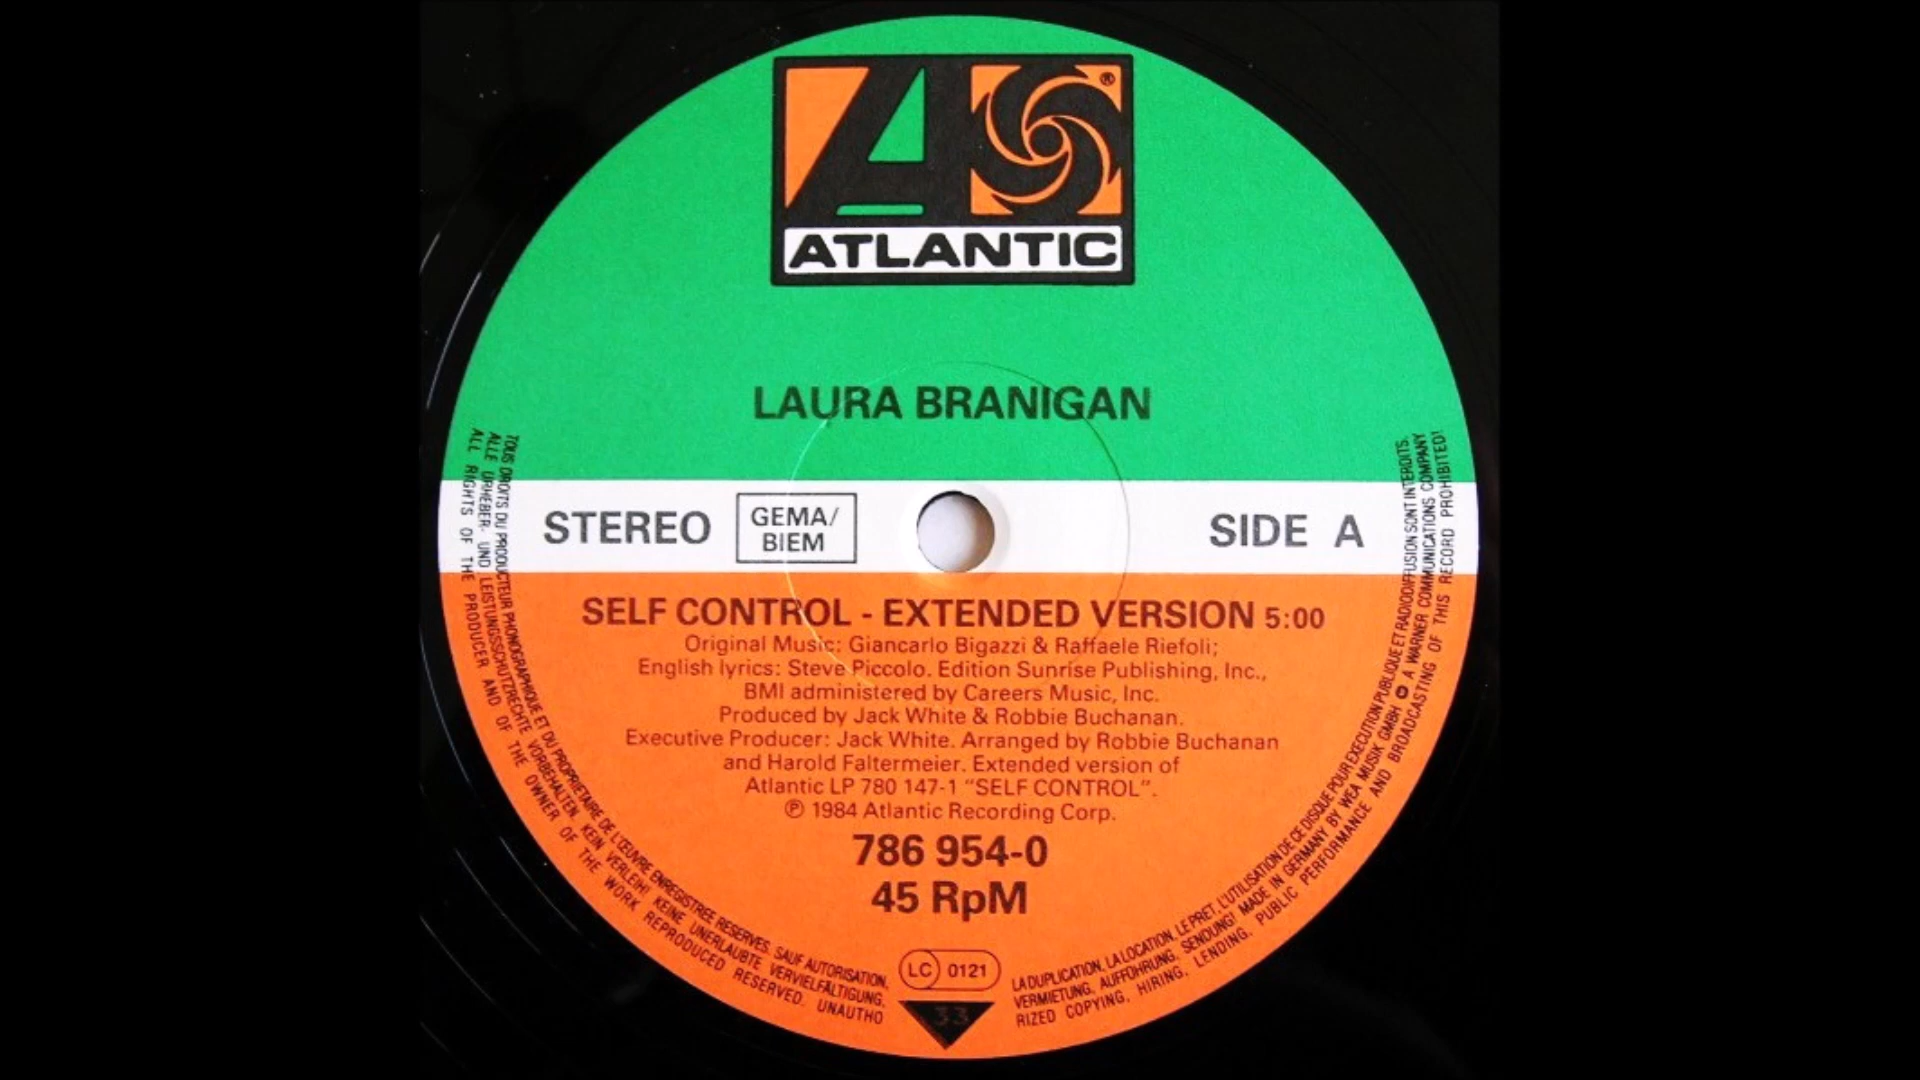 ®
ATLANTIC
LAURA BRANIGAN
STEREO
GEMA/
BIEM
SIDE A
SELF CONTROL - EXTENDED VERSION 5:00
Original Music: Giancarlo Bigazzi & Raffaele Riefoli;
English lyrics: Steve Piccolo. Edition Sunrise Publishing, Inc.,
BMI administered by Careers Music, Inc.
Produced by Jack White & Robbie Buchanan.
Executive Producer: Jack White. Arranged by Robbie Buchanan
and Harold Faltermeier. Extended version of
Atlantic LP 780 147-1 “SELF CONTROL”.
℗ 1984 Atlantic Recording Corp.
786 954-0
45 RpM
LC 0121
33
TOUS DROITS DU PRODUCTEUR PHONOGRAPHIQUE ET DU PROPRIETAIRE DE L'ŒUVRE ENREGISTREE RESERVES. SAUF AUTORISATION, LA DUPLICATION, LA LOCATION, LE PRET, L'UTILISATION DE CE DISQUE POUR EXECUTION PUBLIQUE ET RADIODIFFUSION SONT INTERDITS.
ALLE URHEBER- UND LEISTUNGSSCHUTZRECHTE VORBEHALTEN. KEIN VERLEIH! KEINE UNERLAUBTE VERVIELFÄLTIGUNG, VERMIETUNG, AUFFÜHRUNG, SENDUNG! MADE IN GERMANY BY WEA MUSIK GMBH A WARNER COMMUNICATIONS COMPANY
ALL RIGHTS OF THE PRODUCER AND OF THE OWNER OF THE WORK REPRODUCED RESERVED. UNAUTHORIZED COPYING, HIRING, LENDING, PUBLIC PERFORMANCE AND BROADCASTING OF THIS RECORD PROHIBITED!